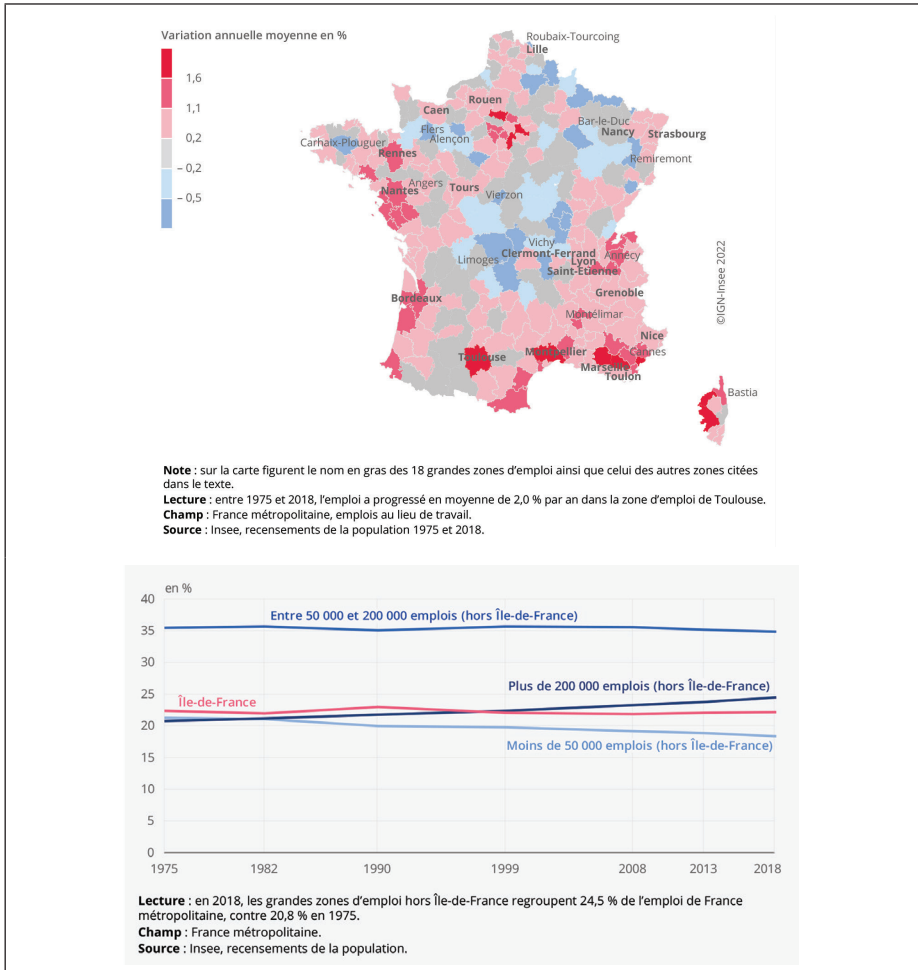 Variation annuelle moyenne en %
1,6
1,1
0,2
– 0,2
– 0,5
Roubaix-Tourcoing
Lille
Rouen
Caen
Bar-le-Duc
Flers
Nancy
Strasbourg
Alençon
Carhaix-Plouguer
Rennes
Remiremont
Angers
Tours
Nantes
Vierzon
Vichy
Clermont-Ferrand
Annecy
Limoges
Lyon
Saint-Etienne
Grenoble
Bordeaux
Montélimar
Nice
Toulouse
Montpellier
Cannes
Marseille
Toulon
Bastia
©IGN-Insee 2022
Note : sur la carte figurent le nom en gras des 18 grandes zones d'emploi ainsi que celui des autres zones citées
dans le texte.
Lecture : entre 1975 et 2018, l'emploi a progressé en moyenne de 2,0 % par an dans la zone d'emploi de Toulouse.
Champ : France métropolitaine, emplois au lieu de travail.
Source : Insee, recensements de la population 1975 et 2018.
en %
40
35
30
25
20
15
10
5
0
Entre 50 000 et 200 000 emplois (hors Île-de-France)
Plus de 200 000 emplois (hors Île-de-France)
Île-de-France
Moins de 50 000 emplois (hors Île-de-France)
1975 1982 1990 1999 2008 2013 2018
Lecture : en 2018, les grandes zones d'emploi hors Île-de-France regroupent 24,5 % de l'emploi de France
métropolitaine, contre 20,8 % en 1975.
Champ : France métropolitaine.
Source : Insee, recensements de la population.